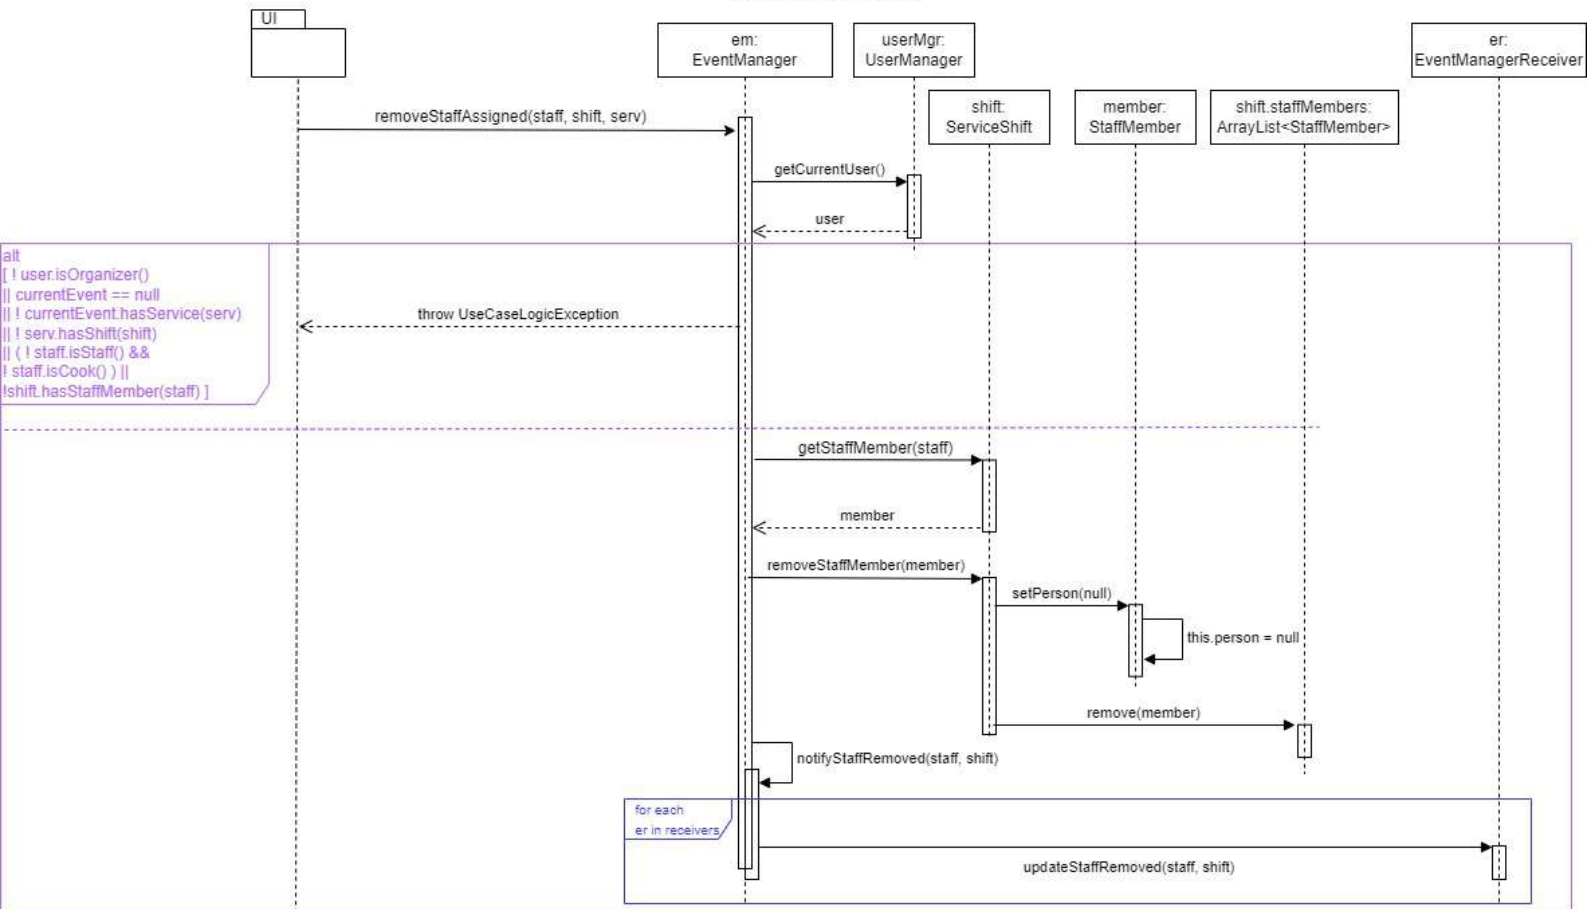 UI
em:
EventManager
userMgr:
UserManager
er:
EventManagerReceiver
shift:
ServiceShift
member:
StaffMember
shift.staffMembers:
ArrayList<StaffMember>
removeStaffAssigned(staff, shift, serv)
getCurrentUser()
user
alt
[ ! user.isOrganizer()
|| currentEvent == null
|| ! currentEvent.hasService(serv)
|| ! serv.hasShift(shift)
|| ( ! staff.isStaff() &&
! staff.isCook() ) ||
!shift.hasStaffMember(staff) ]
throw UseCaseLogicException
getStaffMember(staff)
member
removeStaffMember(member)
setPerson(null)
this.person = null
remove(member)
notifyStaffRemoved(staff, shift)
for each
er in receivers
updateStaffRemoved(staff, shift)